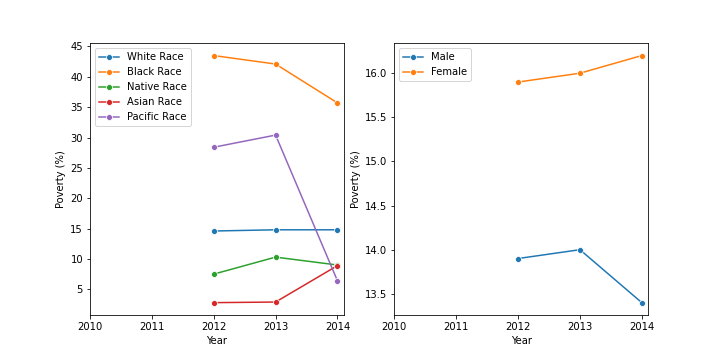 White Race
Black Race
Native Race
Asian Race
Pacific Race
45
40
35
30
25
20
15
10
5
Poverty (%)
2010 2011 2012 2013 2014
Year
Male
Female
16.0
15.5
15.0
14.5
14.0
13.5
Poverty (%)
2010 2011 2012 2013 2014
Year